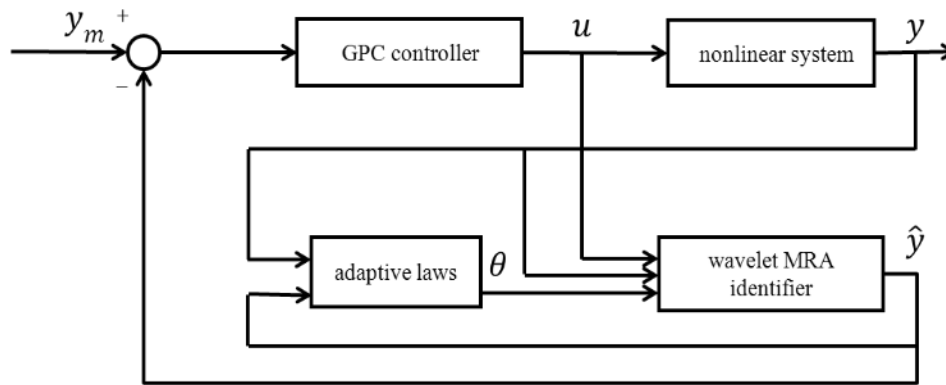 y_m
+
−
GPC controller
u
nonlinear system
y
adaptive laws
θ
wavelet MRA
identifier
ŷ